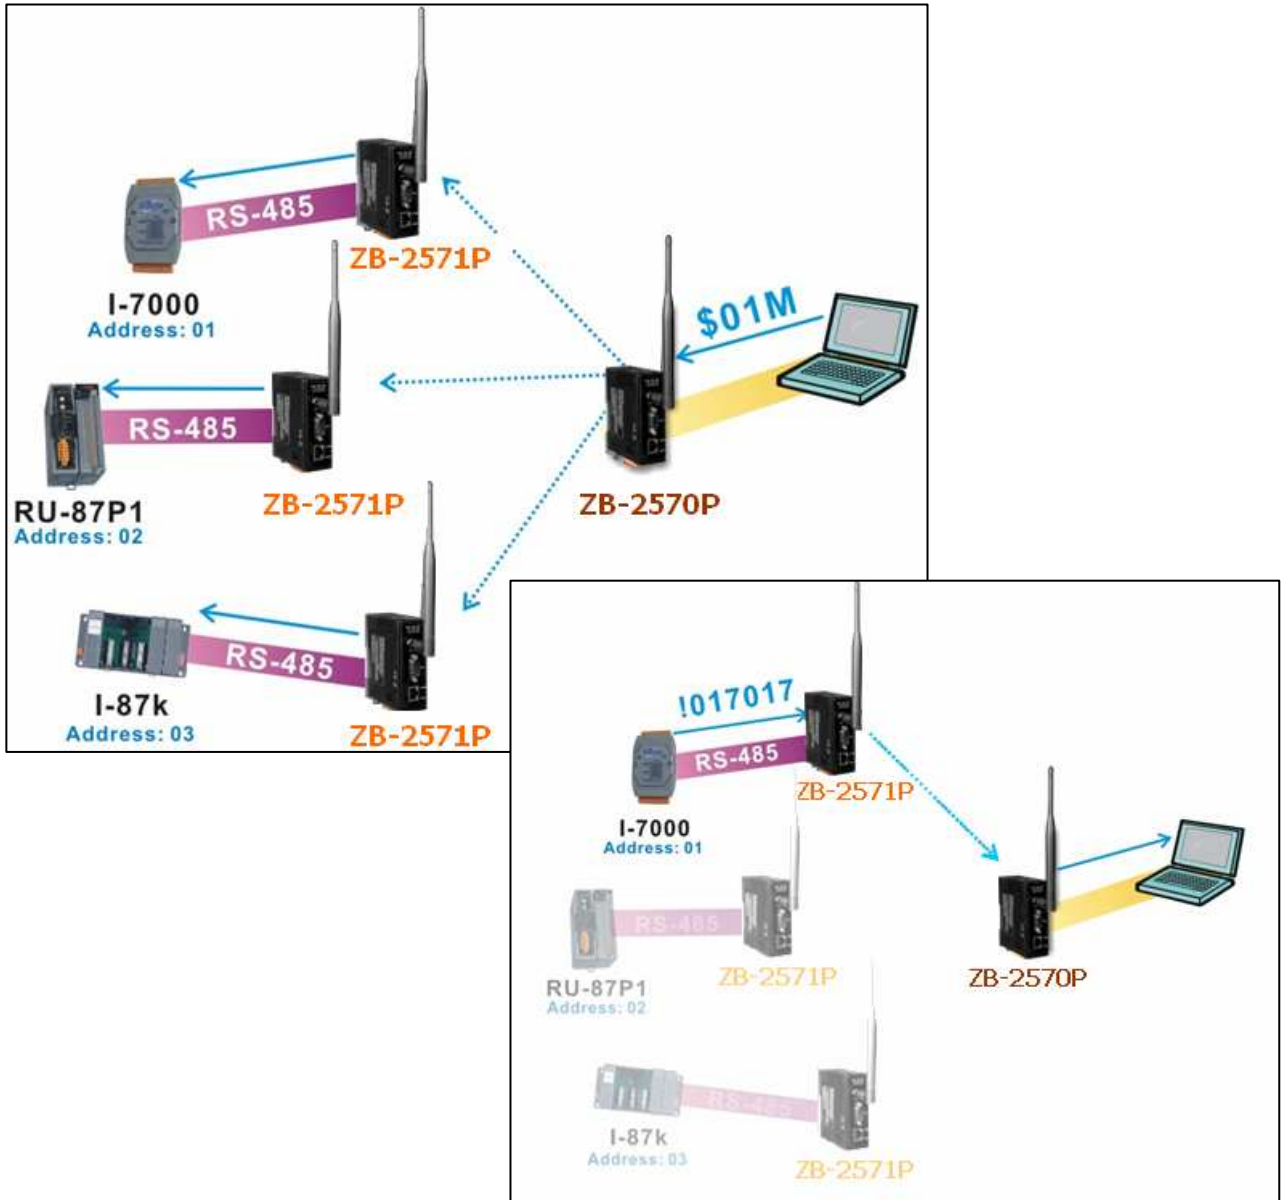 RS-485
ZB-2571P
I-7000
Address: 01
$01M
RS-485
ZB-2571P
ZB-2570P
RU-87P1
Address: 02
RS-485
I-87k
Address: 03
ZB-2571P
!017017
RS-485
ZB-2571P
I-7000
Address: 01
RS-485
ZB-2571P
ZB-2570P
RU-87P1
Address: 02
RS-485
I-87k
Address: 03
ZB-2571P